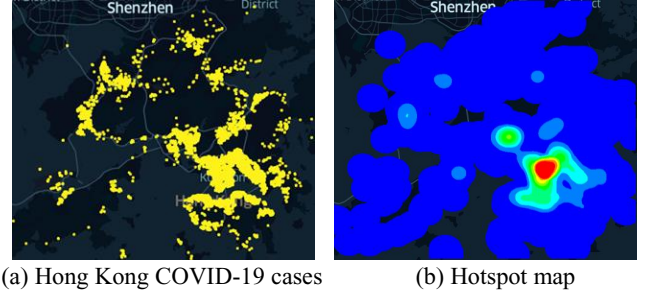 Shenzhen
District
Shenzhen
District
(a) Hong Kong COVID-19 cases
(b) Hotspot map